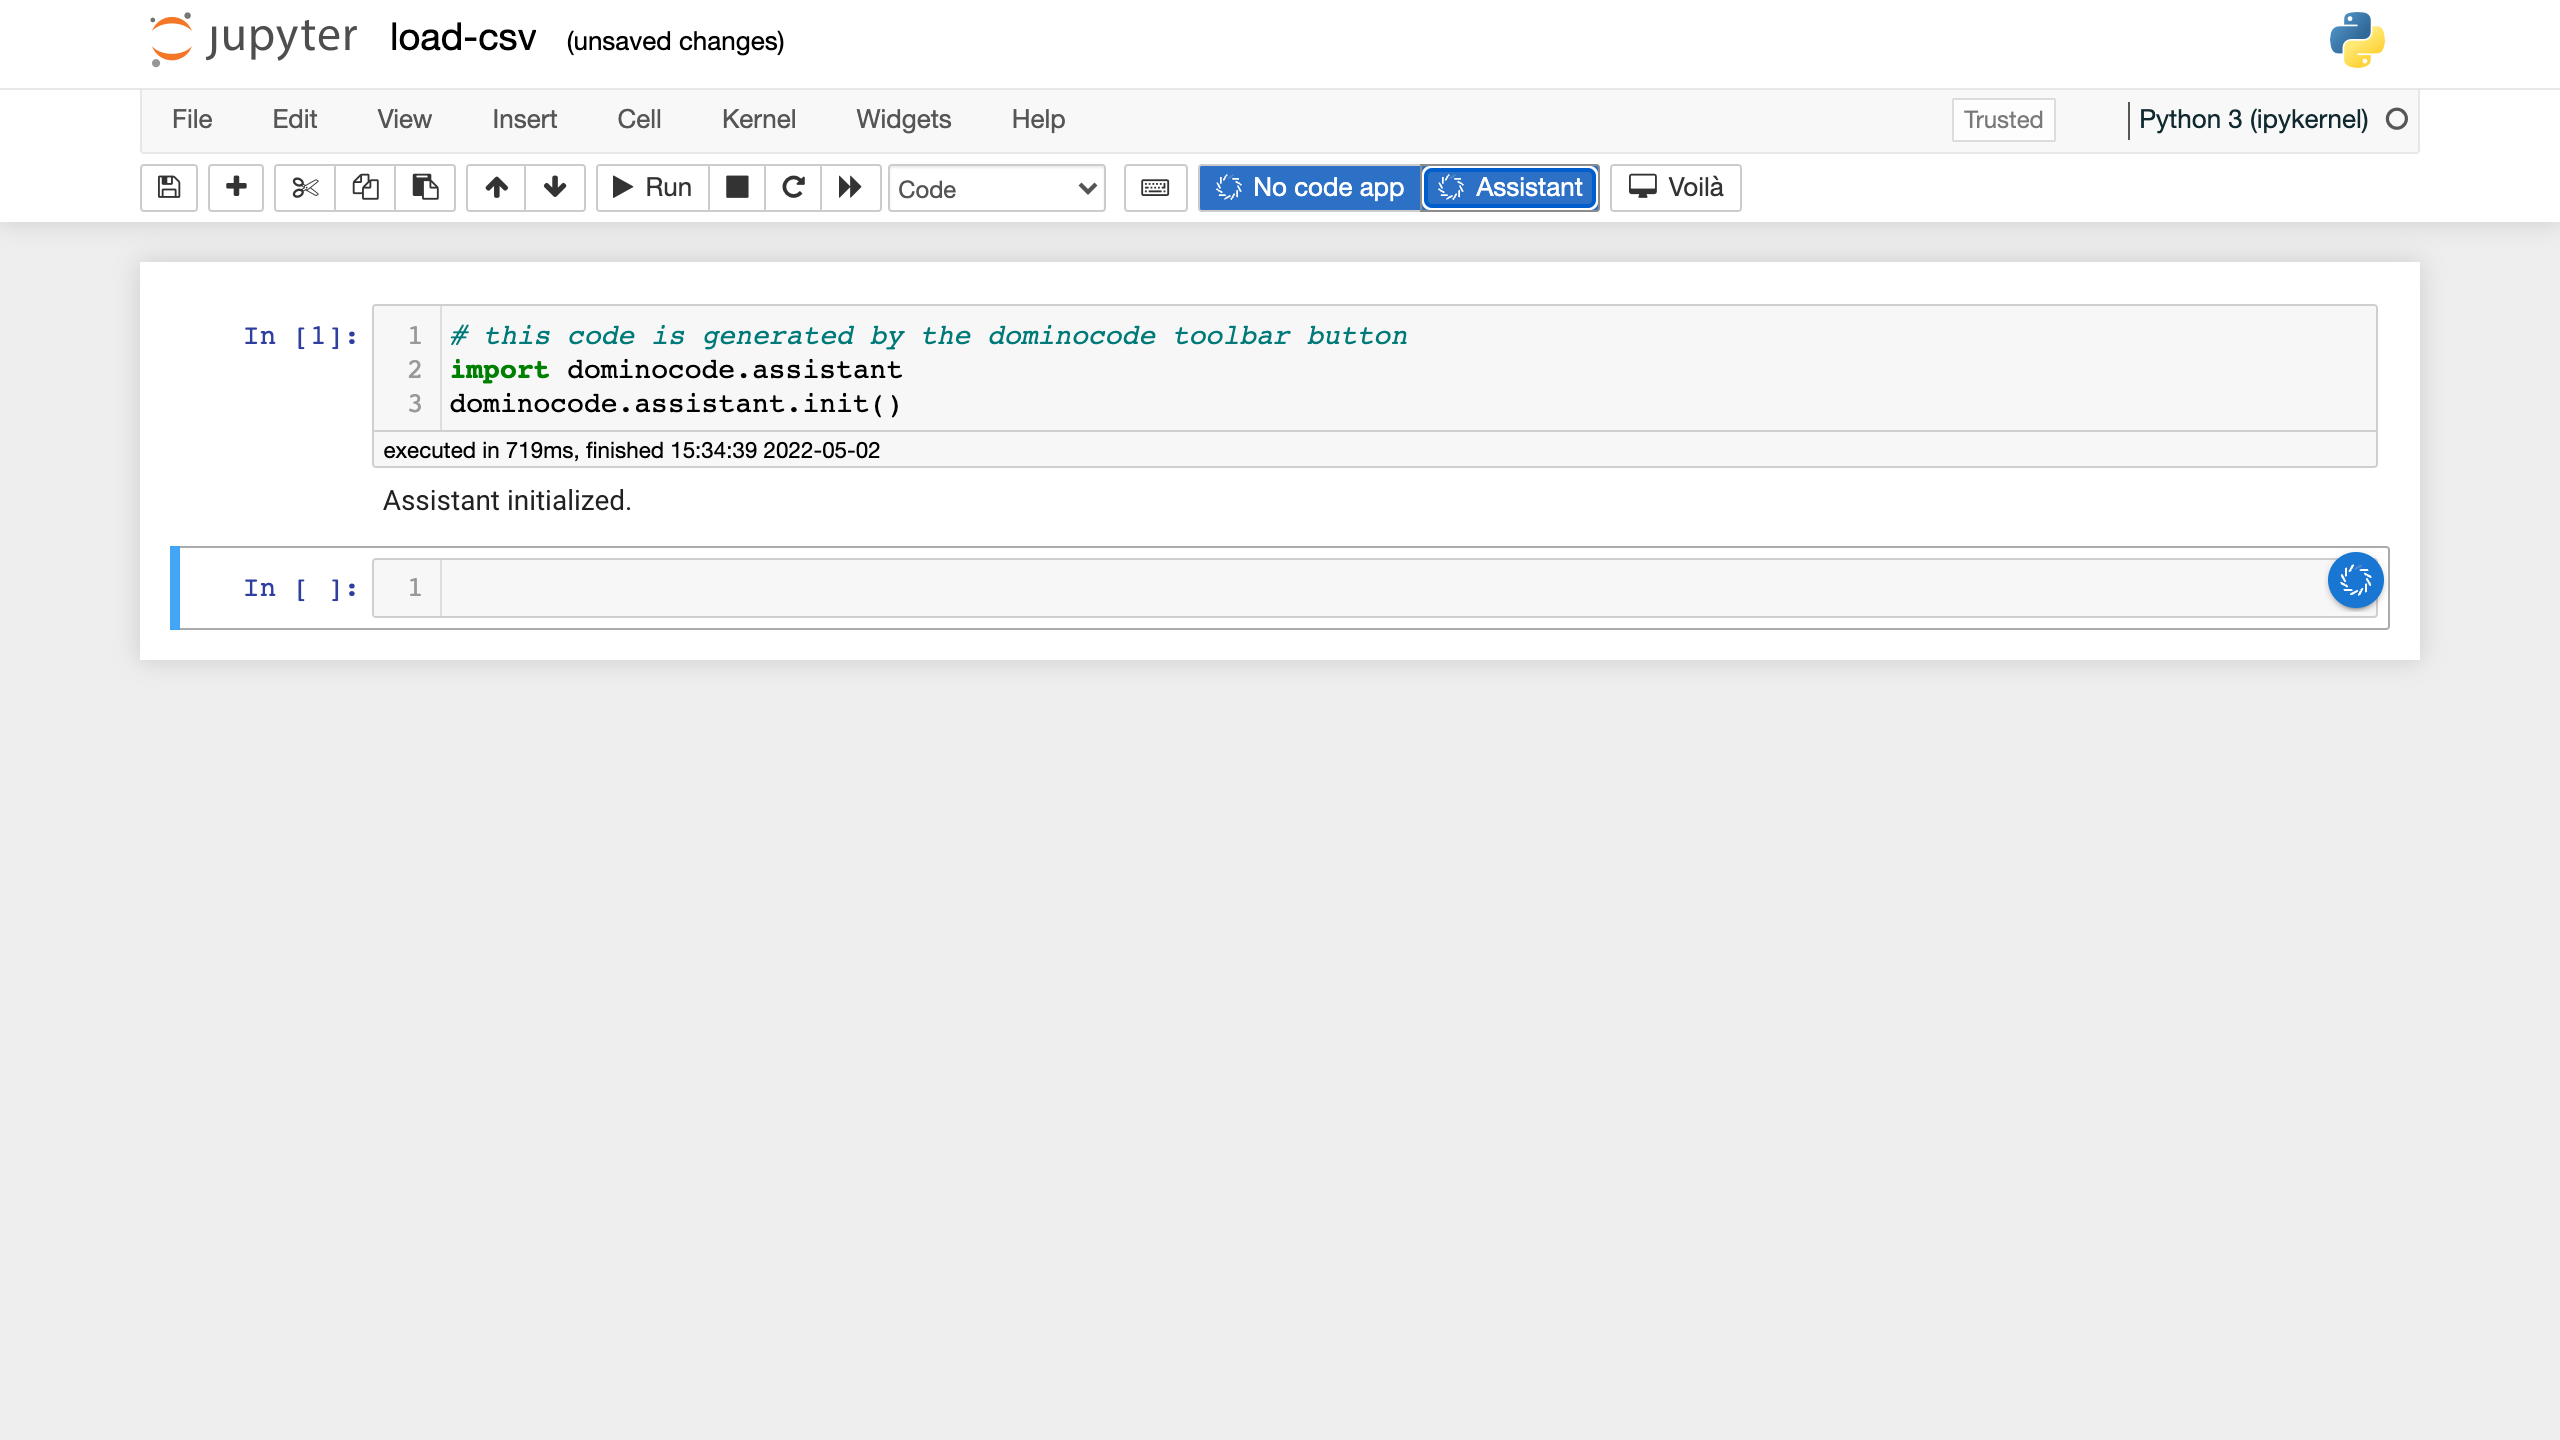 jupyter load-csv (unsaved changes)
File Edit View Insert Cell Kernel Widgets Help Trusted Python 3 (ipykernel)
Run Code No code app Assistant Voilà
In [1]: 1 # this code is generated by the dominocode toolbar button
2 import dominocode.assistant
3 dominocode.assistant.init()
executed in 719ms, finished 15:34:39 2022-05-02
Assistant initialized.
In [ ]: 1